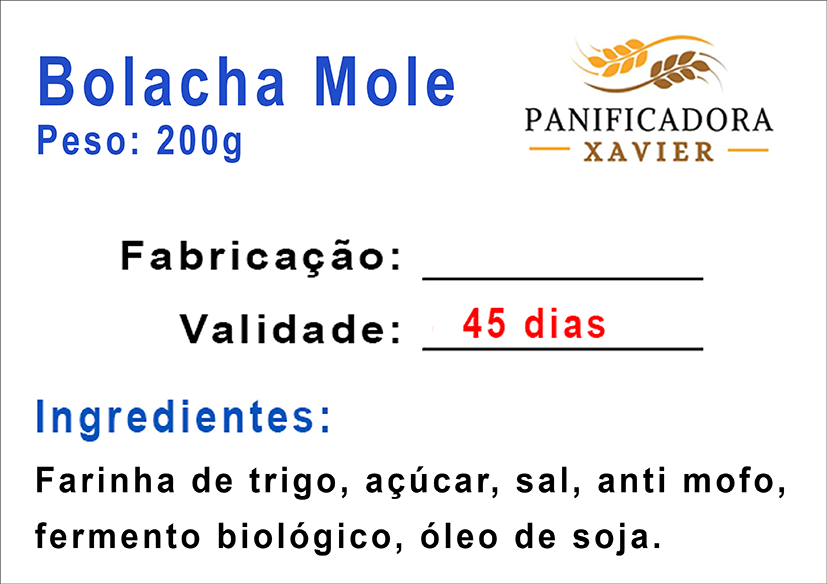 Bolacha Mole
Peso: 200g
PANIFICADORA
XAVIER
Fabricação:
Validade: 45 dias
Ingredientes:
Farinha de trigo, açúcar, sal, anti mofo,
fermento biológico, óleo de soja.